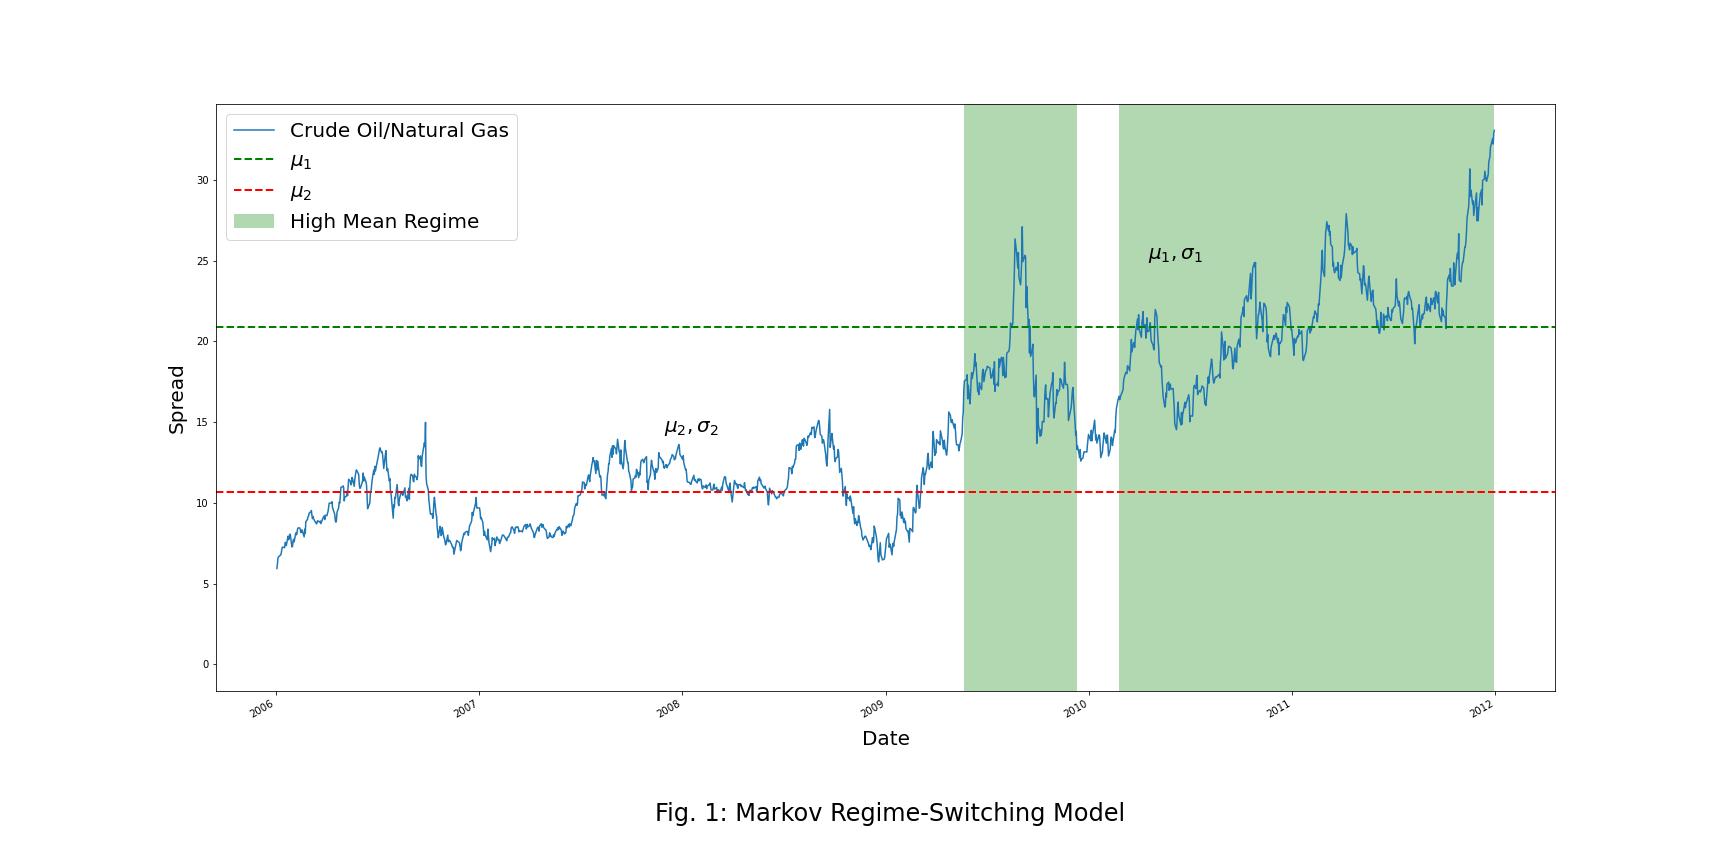 Crude Oil/Natural Gas
μ₁
μ₂
High Mean Regime
30
25
20
15
10
5
0
Spread
μ₁, σ₁
μ₂, σ₂
2006
2007
2008
2009
2010
2011
2012
Date
Fig. 1: Markov Regime-Switching Model